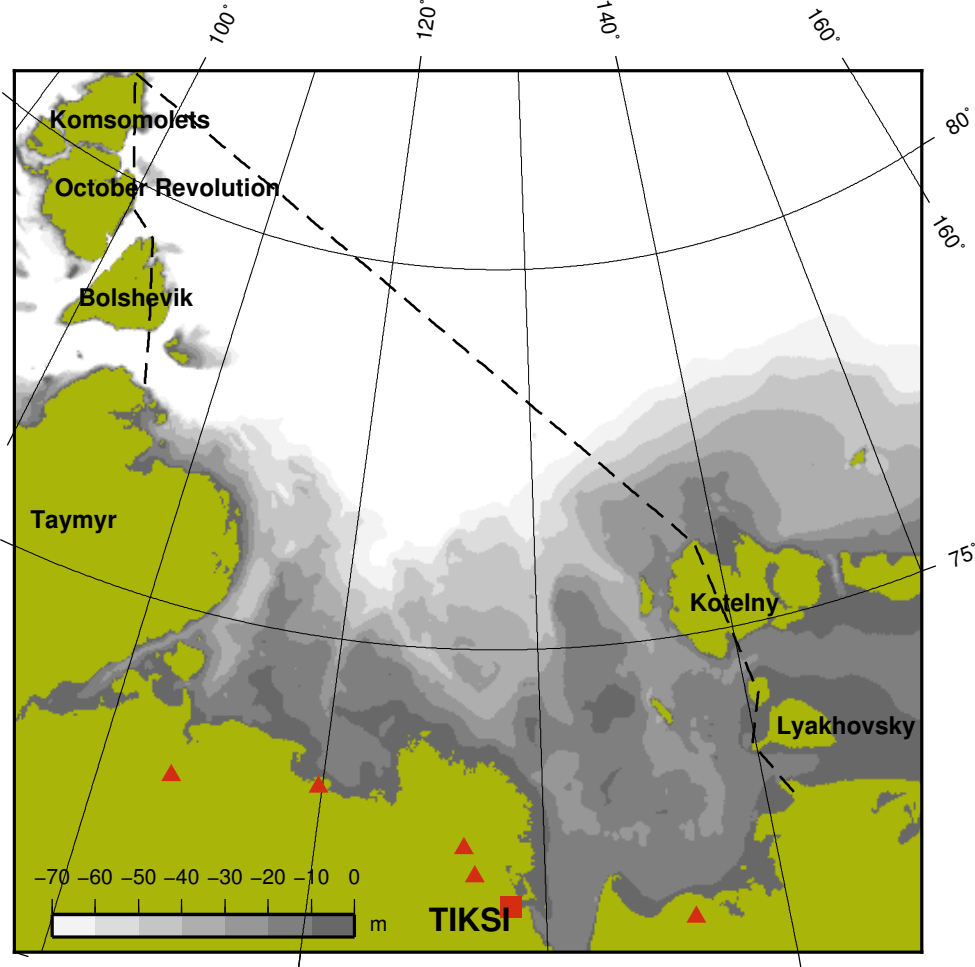 100°
120°
140°
160°
80°
160°
75°
Komsomolets
October Revolution
Bolshevik
Taymyr
Kotelny
Lyakhovsky
−70 −60 −50 −40 −30 −20 −10 0
m
TIKSI